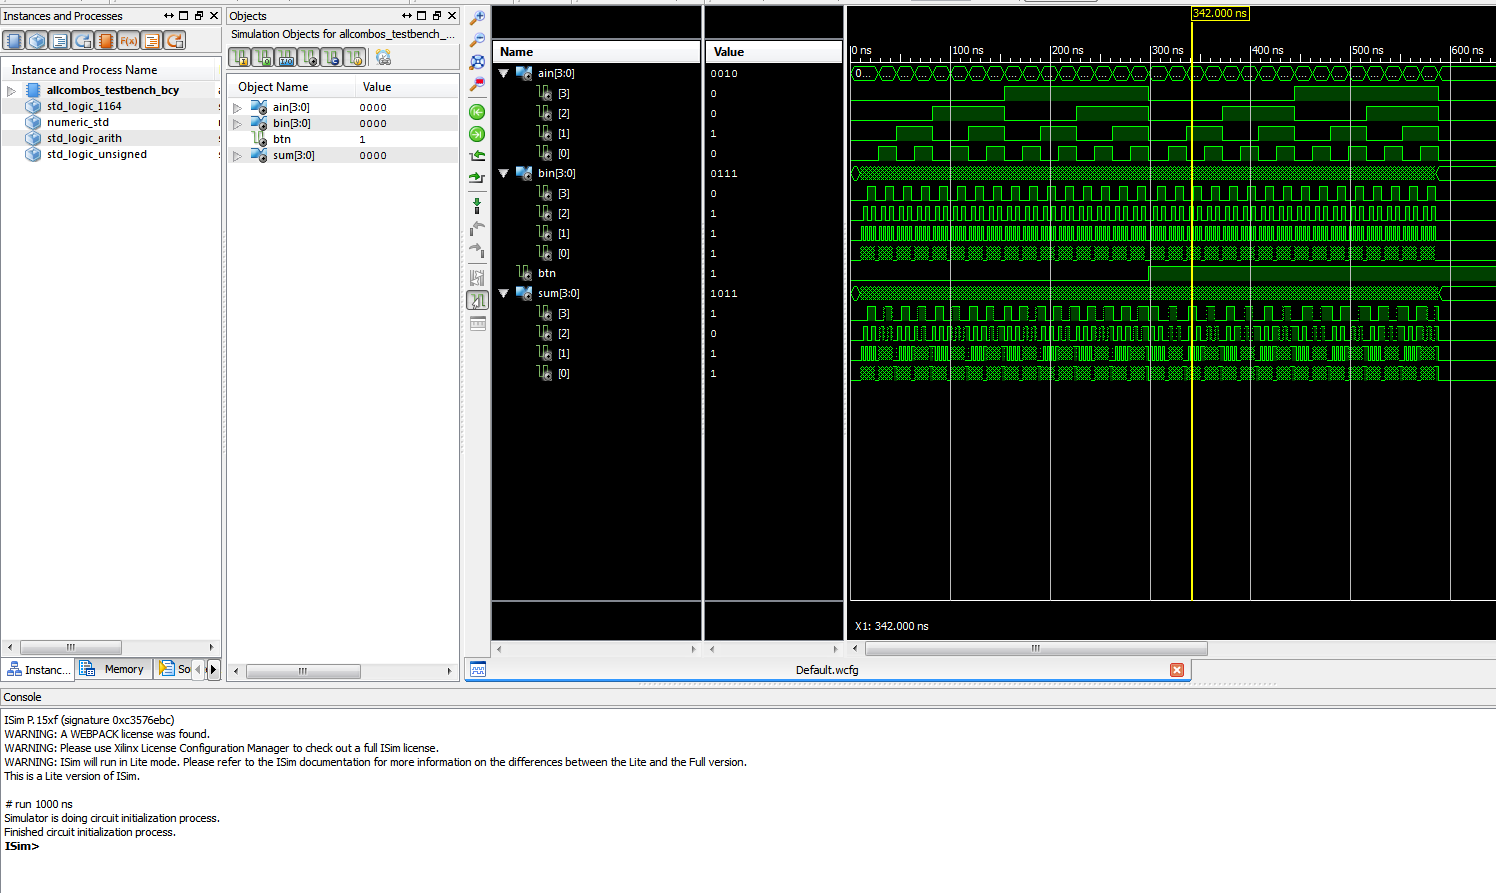 Instances and Processes
Instance and Process Name
allcombos_testbench_bcy
std_logic_1164
numeric_std
std_logic_arith
std_logic_unsigned
Instanc...
Memory
Objects
Simulation Objects for allcombos_testbench_...
Object Name Value
ain[3:0] 0000
bin[3:0] 0000
btn 1
sum[3:0] 0000
Name Value
ain[3:0] 0010
[3] 0
[2] 0
[1] 1
[0] 0
bin[3:0] 0111
[3] 0
[2] 1
[1] 1
[0] 1
btn 1
sum[3:0] 1011
[3] 1
[2] 0
[1] 1
[0] 1
342.000 ns
0 ns 100 ns 200 ns 300 ns 400 ns 500 ns 600 ns
X1: 342.000 ns
Default.wcfg
Console
ISim P.15xf (signature 0xc3576ebc)
WARNING: A WEBPACK license was found.
WARNING: Please use Xilinx License Configuration Manager to check out a full ISim license.
WARNING: ISim will run in Lite mode. Please refer to the ISim documentation for more information on the differences between the Lite and the Full version.
This is a Lite version of ISim.
# run 1000 ns
Simulator is doing circuit initialization process.
Finished circuit initialization process.
ISim>